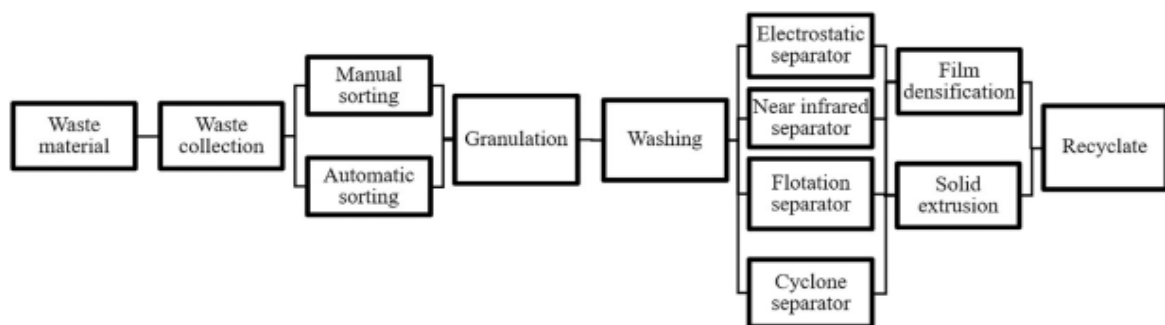 Waste
material
Waste
collection
Manual
sorting
Automatic
sorting
Granulation
Washing
Electrostatic
separator
Near infrared
separator
Flotation
separator
Cyclone
separator
Film
densification
Solid
extrusion
Recyclate